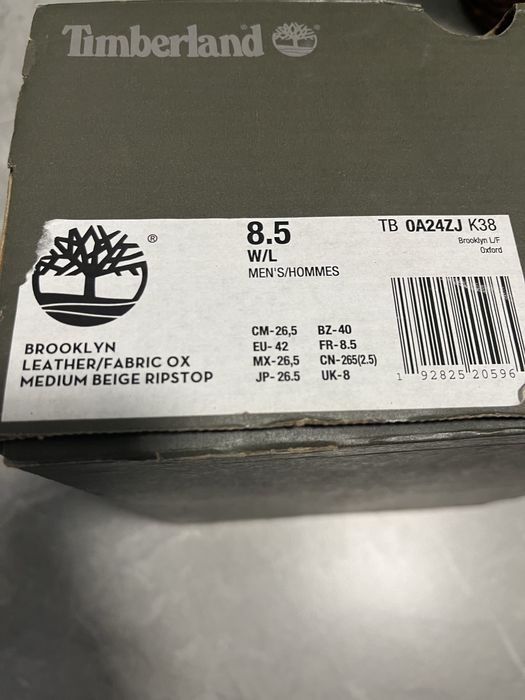 Timberland
®
8.5
W/L
MEN'S/HOMMES
TB 0A24ZJ K38
Brooklyn L/F
Oxford
BROOKLYN
LEATHER/FABRIC OX
MEDIUM BEIGE RIPSTOP
CM-26,5 BZ-40
EU- 42 FR- 8.5
MX-26,5 CN-265(2.5)
JP- 26.5 UK-8
1 92825 20596